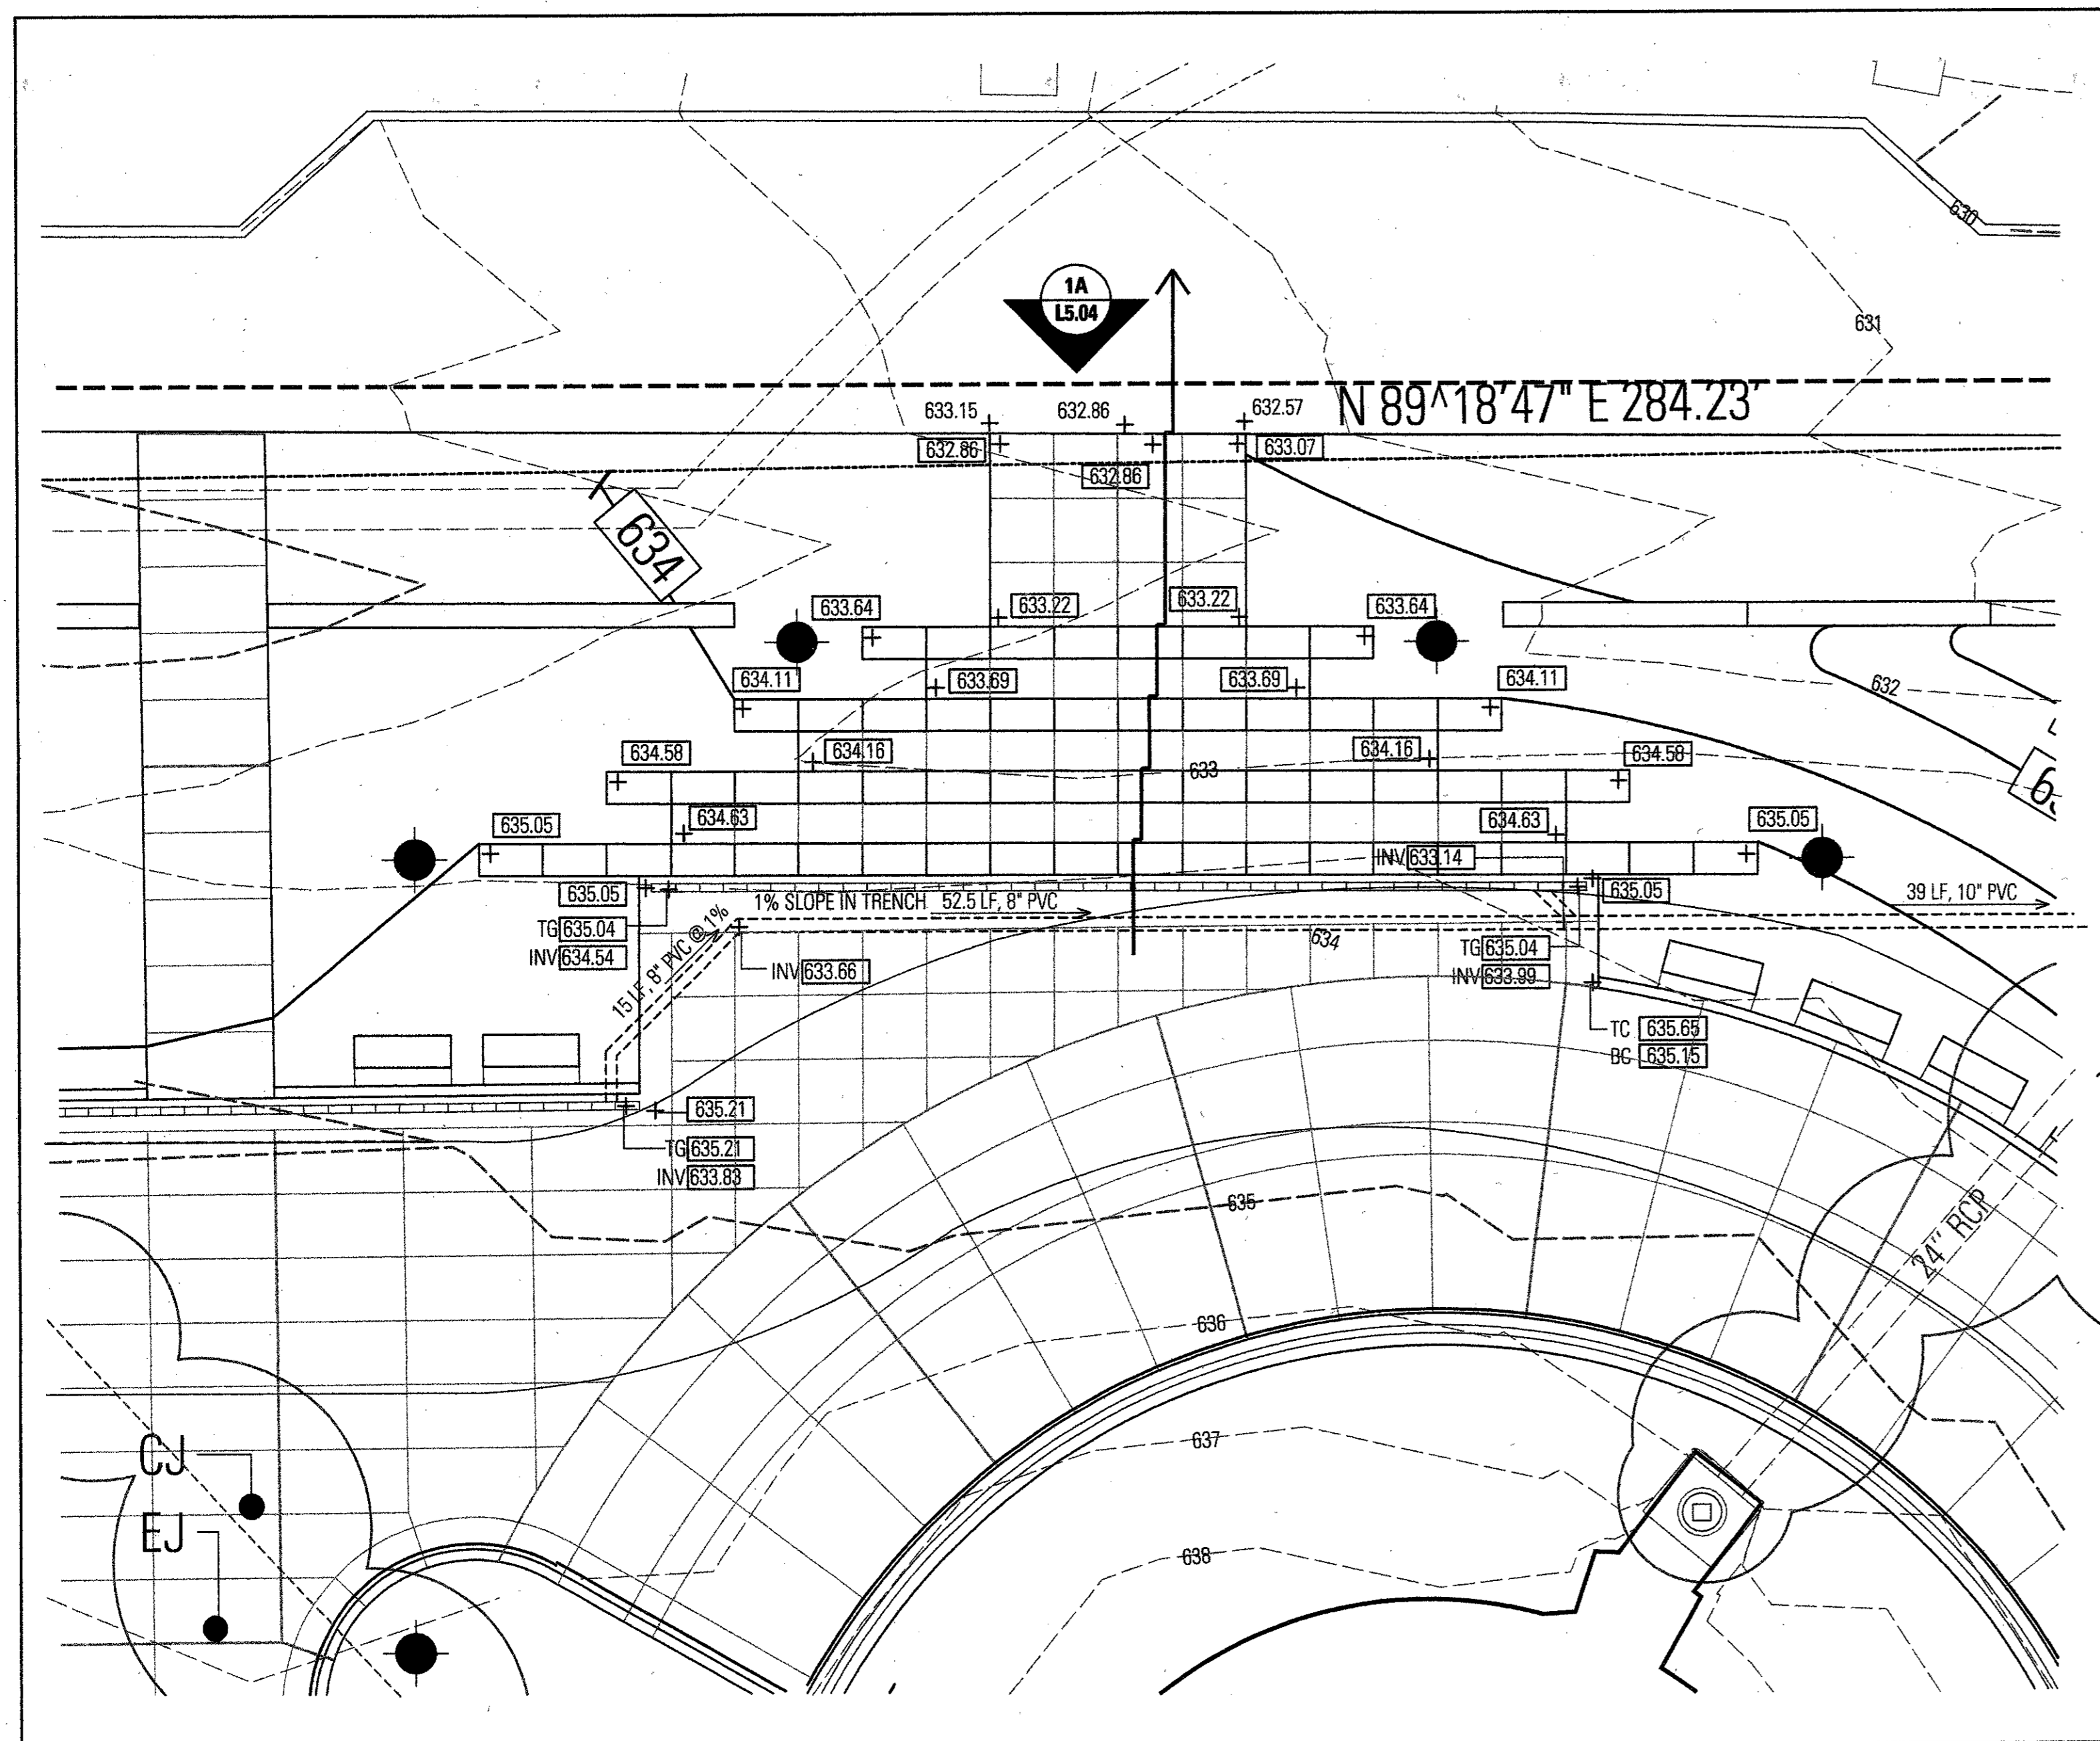 630
1A
L5.04
631
N 89^18'47" E 284.23'
633.15
632.86
632.57
632.86
633.07
632.86
634
633.64
633.22
633.22
633.64
634.11
633.69
633.69
634.11
632
634.58
634.16
634.16
634.58
633
635.05
634.63
634.63
635.05
INV 633.14
635.05
1% SLOPE IN TRENCH
52.5 LF, 8" PVC
635.05
39 LF, 10" PVC
TG 635.04
INV 634.54
15 LF, 8" PVC @ 1%
INV 633.66
634
TG 635.04
INV 633.99
TC 635.65
BC 635.15
635.21
TG 635.21
INV 633.83
635
24" RCP
636
637
CJ
EJ
638